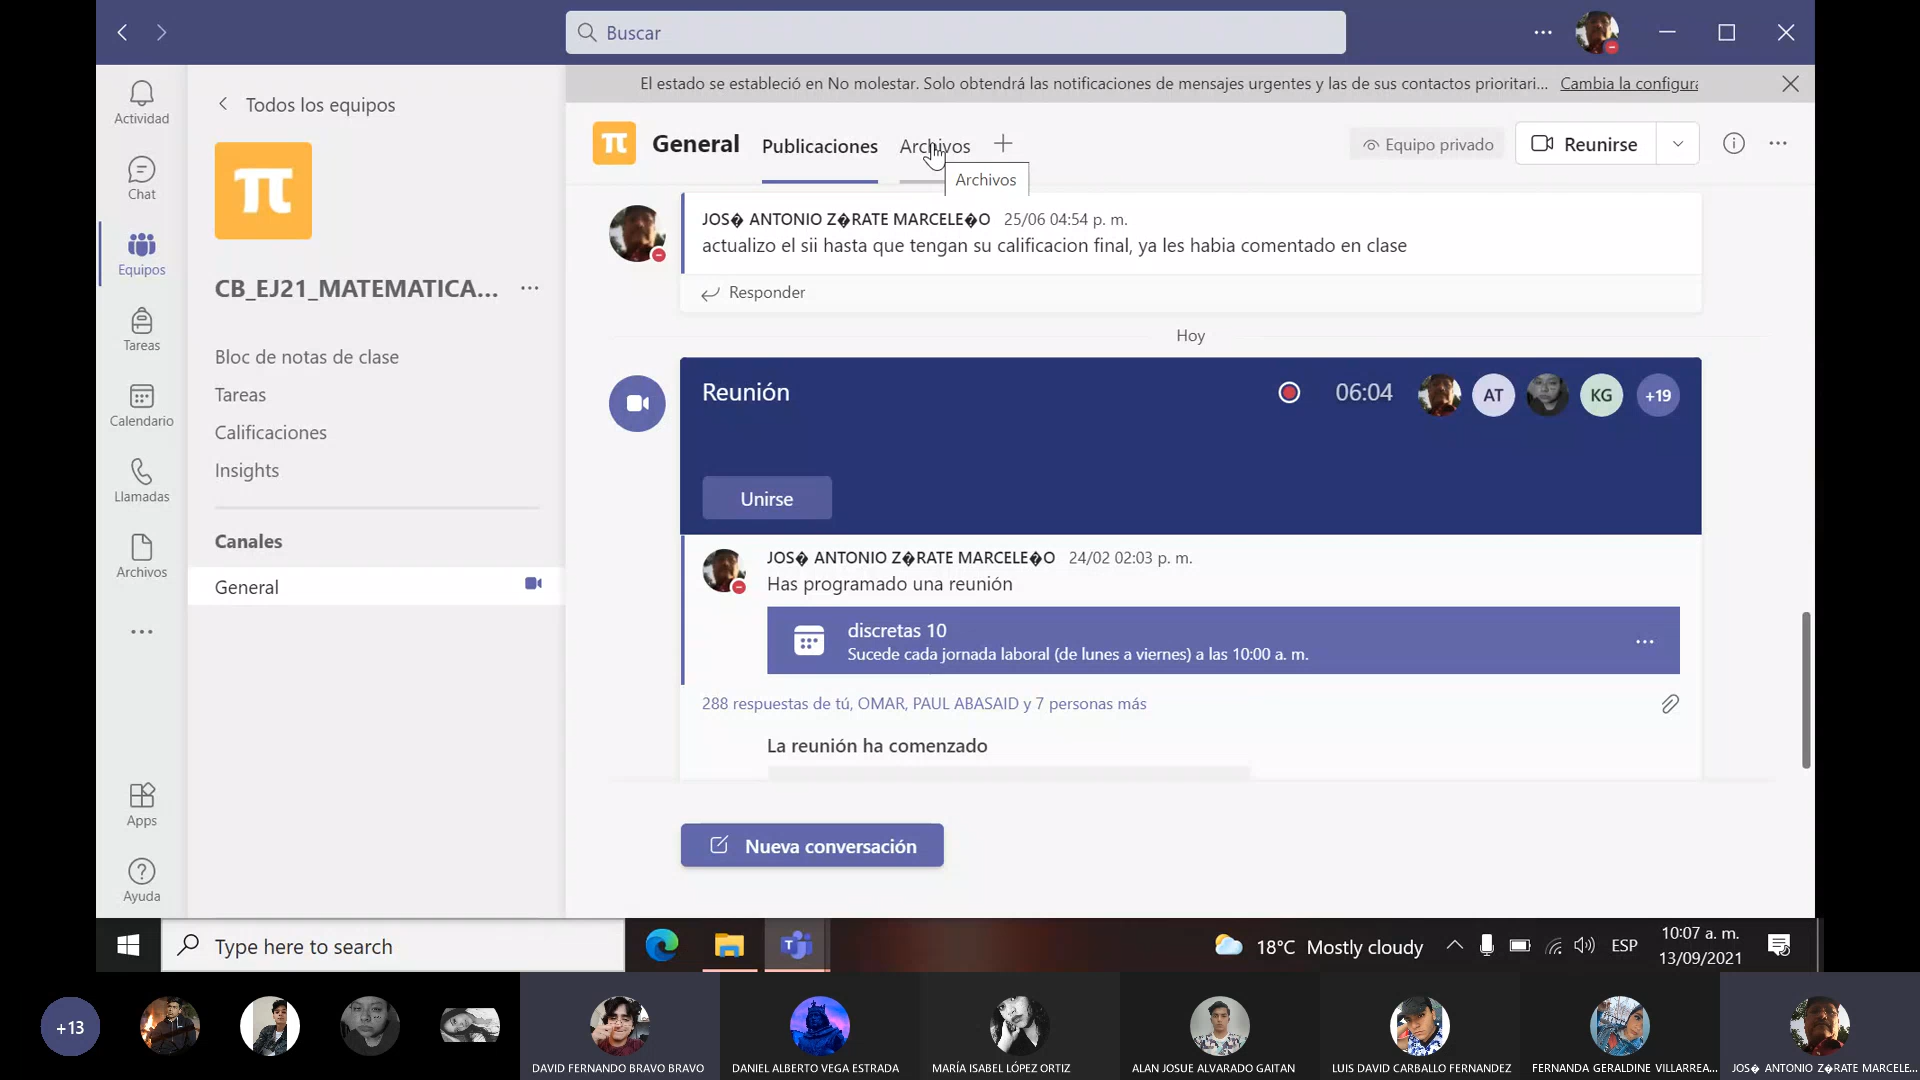 Buscar
El estado se estableció en No molestar. Solo obtendrá las notificaciones de mensajes urgentes y las de sus contactos prioritari... Cambia la configura
Actividad
Chat
Equipos
Tareas
Calendario
Llamadas
Archivos
Apps
Ayuda
Todos los equipos
π
CB_EJ21_MATEMATICA... ...
Bloc de notas de clase
Tareas
Calificaciones
Insights
Canales
General
π General Publicaciones Archivos
Equipo privado
Reunirse
Archivos
JOS� ANTONIO Z�RATE MARCELE�O 25/06 04:54 p. m.
actualizo el sii hasta que tengan su calificacion final, ya les habia comentado en clase
Responder
Hoy
Reunión 06:04 AT KG +19
Unirse
JOS� ANTONIO Z�RATE MARCELE�O 24/02 02:03 p. m.
Has programado una reunión
discretas 10
Sucede cada jornada laboral (de lunes a viernes) a las 10:00 a. m.
288 respuestas de tú, OMAR, PAUL ABASAID y 7 personas más
La reunión ha comenzado
Nueva conversación
Type here to search
18°C Mostly cloudy
ESP
10:07 a. m.
13/09/2021
+13
DAVID FERNANDO BRAVO BRAVO
DANIEL ALBERTO VEGA ESTRADA
MARÍA ISABEL LÓPEZ ORTIZ
ALAN JOSUE ALVARADO GAITAN
LUIS DAVID CARBALLO FERNANDEZ
FERNANDA GERALDINE VILLARREA...
JOS� ANTONIO Z�RATE MARCELE...